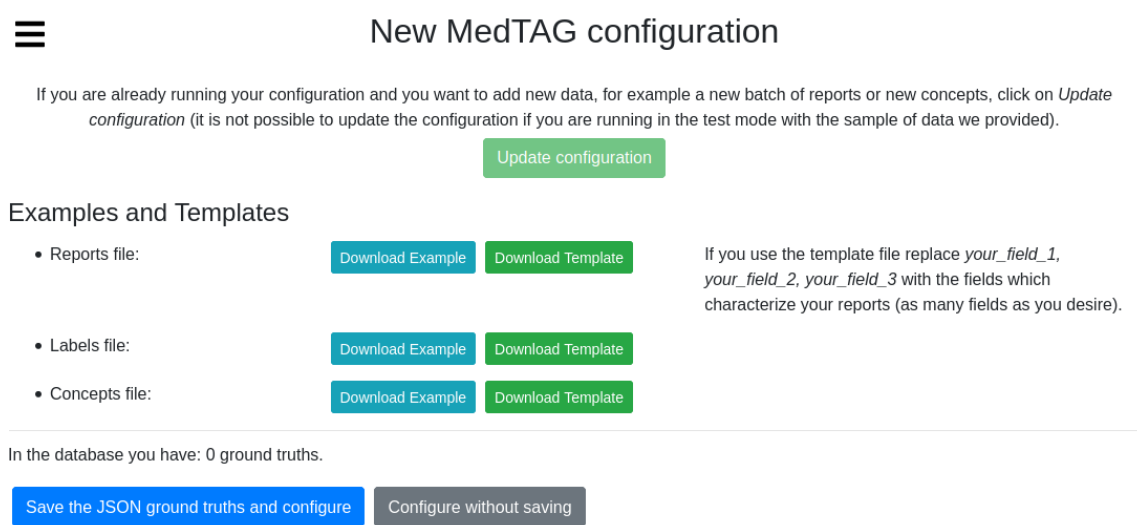 New MedTAG configuration
If you are already running your configuration and you want to add new data, for example a new batch of reports or new concepts, click on Update
configuration (it is not possible to update the configuration if you are running in the test mode with the sample of data we provided).
Update configuration
Examples and Templates
• Reports file: Download Example Download Template If you use the template file replace your_field_1,
your_field_2, your_field_3 with the fields which
characterize your reports (as many fields as you desire).
• Labels file: Download Example Download Template
• Concepts file: Download Example Download Template
In the database you have: 0 ground truths.
Save the JSON ground truths and configure Configure without saving